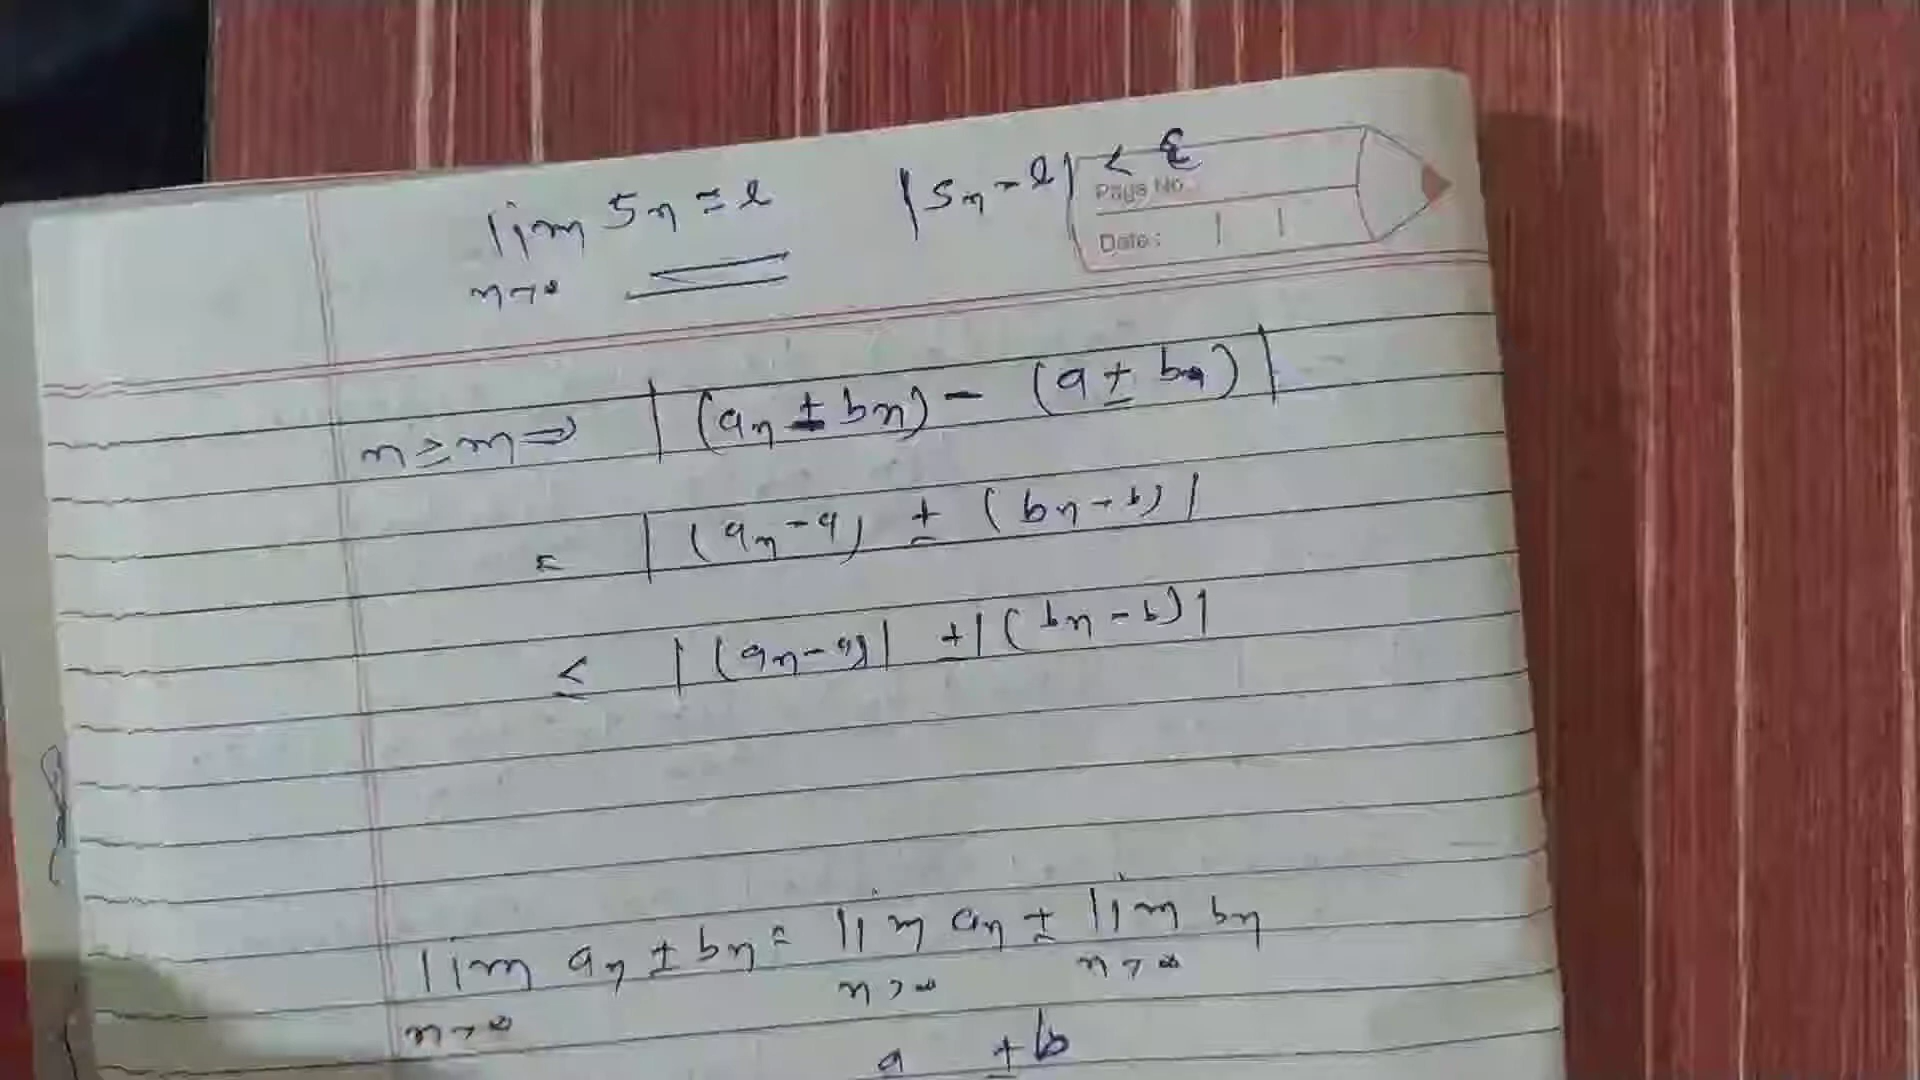 lim Sn = l |Sn - l| < ε
n→∞
Page No.:
Date:
n ≥ m ⇒ |(an ± bn) - (a ± b)|
= |(an - a) ± (bn - b)|
≤ |(an - a)| ± |(bn - b)|
lim an ± bn = lim an ± lim bn
n→∞ n→∞ n→∞
a ± b